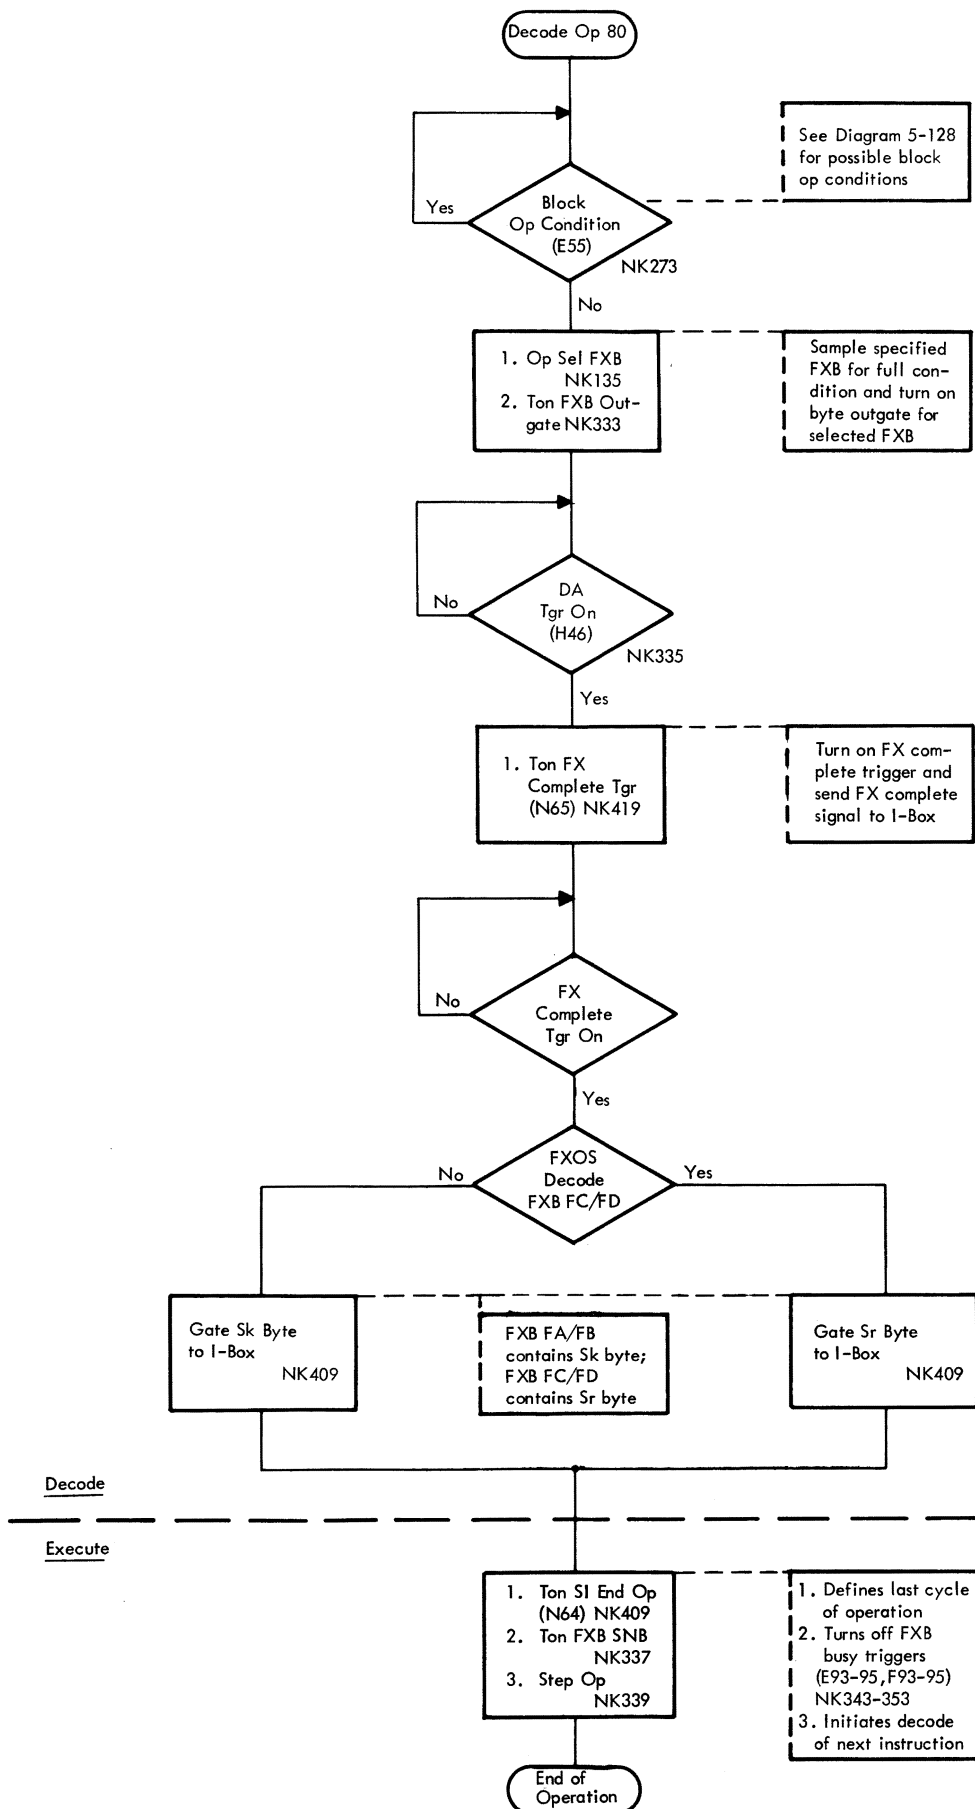 Decode Op 80
See Diagram 5-128
for possible block
op conditions
Yes
Block
Op Condition
(E55)
NK273
No
1. Op Sel FXB
NK135
2. Ton FXB Out-
gate NK333
Sample specified
FXB for full con-
dition and turn on
byte outgate for
selected FXB
No
DA
Tgr On
(H46)
NK335
Yes
1. Ton FX
Complete Tgr
(N65) NK419
Turn on FX com-
plete trigger and
send FX complete
signal to I-Box
No
FX
Complete
Tgr On
Yes
No
FXOS
Decode
FXB FC/FD
Yes
Gate Sk Byte
to I-Box
NK409
FXB FA/FB
contains Sk byte;
FXB FC/FD
contains Sr byte
Gate Sr Byte
to I-Box
NK409
Decode
Execute
1. Ton SI End Op
(N64) NK409
2. Ton FXB SNB
NK337
3. Step Op
NK339
1. Defines last cycle
of operation
2. Turns off FXB
busy triggers
(E93-95,F93-95)
NK343-353
3. Initiates decode
of next instruction
End of
Operation